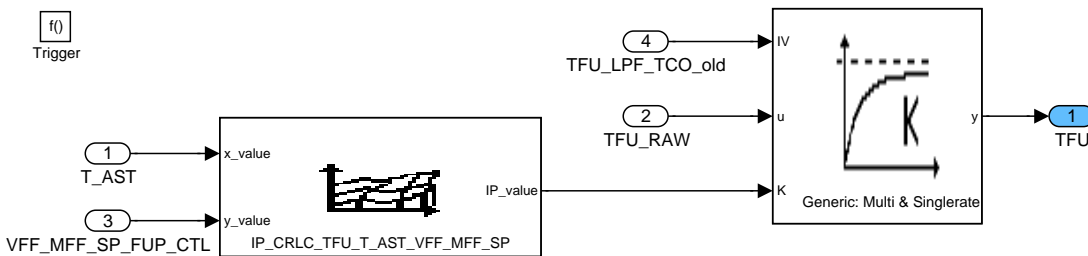 f()
Trigger
1
T_AST
3
VFF_MFF_SP_FUP_CTL
x_value
y_value
IP_value
IP_CRLC_TFU_T_AST_VFF_MFF_SP
4
TFU_LPF_TCO_old
2
TFU_RAW
IV
u
K
K
y
Generic: Multi & Singlerate
1
TFU